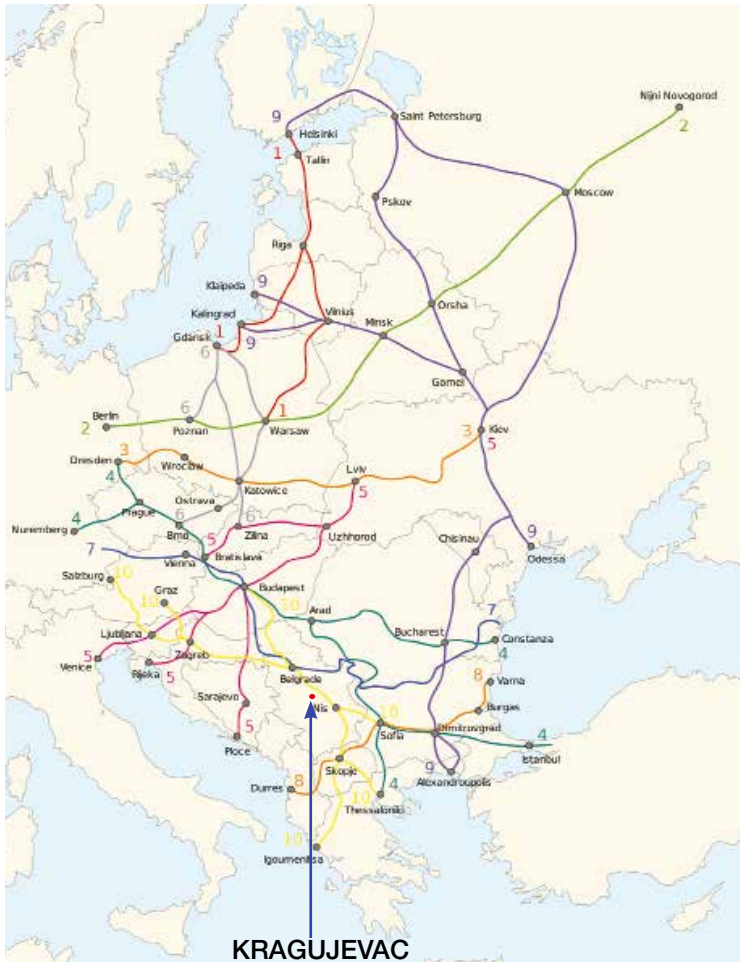 Nijni Novogorod
2
9
Saint Petersburg
Helsinki
1
Tallin
Moscow
Pskov
Riga
Klaipeda
9
Orsha
Kalingrad
Vilnius
Minsk
1
Gdansk
9
6
Gomel
Berlin
6
1
3
Kiev
2
Poznan
Warsaw
5
3
Dresden
Wroclaw
Lviv
4
Katowice
5
Ostrava
Prague
4
6
6
Nuremberg
Brno
5
Zilina
Uzhhorod
Chisinau
9
7
Vienna
Bratislava
Odessa
Salzburg
10
Graz
Budapest
10
10
Arad
7
Ljubljana
Bucharest
Constanza
Zagreb
4
Venice
5
Rijeka
5
Belgrade
8
Varna
Sarajevo
Nis
10
Burgas
5
Sofia
Dimitrovgrad
Ploce
4
Istanbul
Skopje
9
Alexandroupolis
Durres
8
10
4
Thessaloniki
10
Igoumenitsa
KRAGUJEVAC